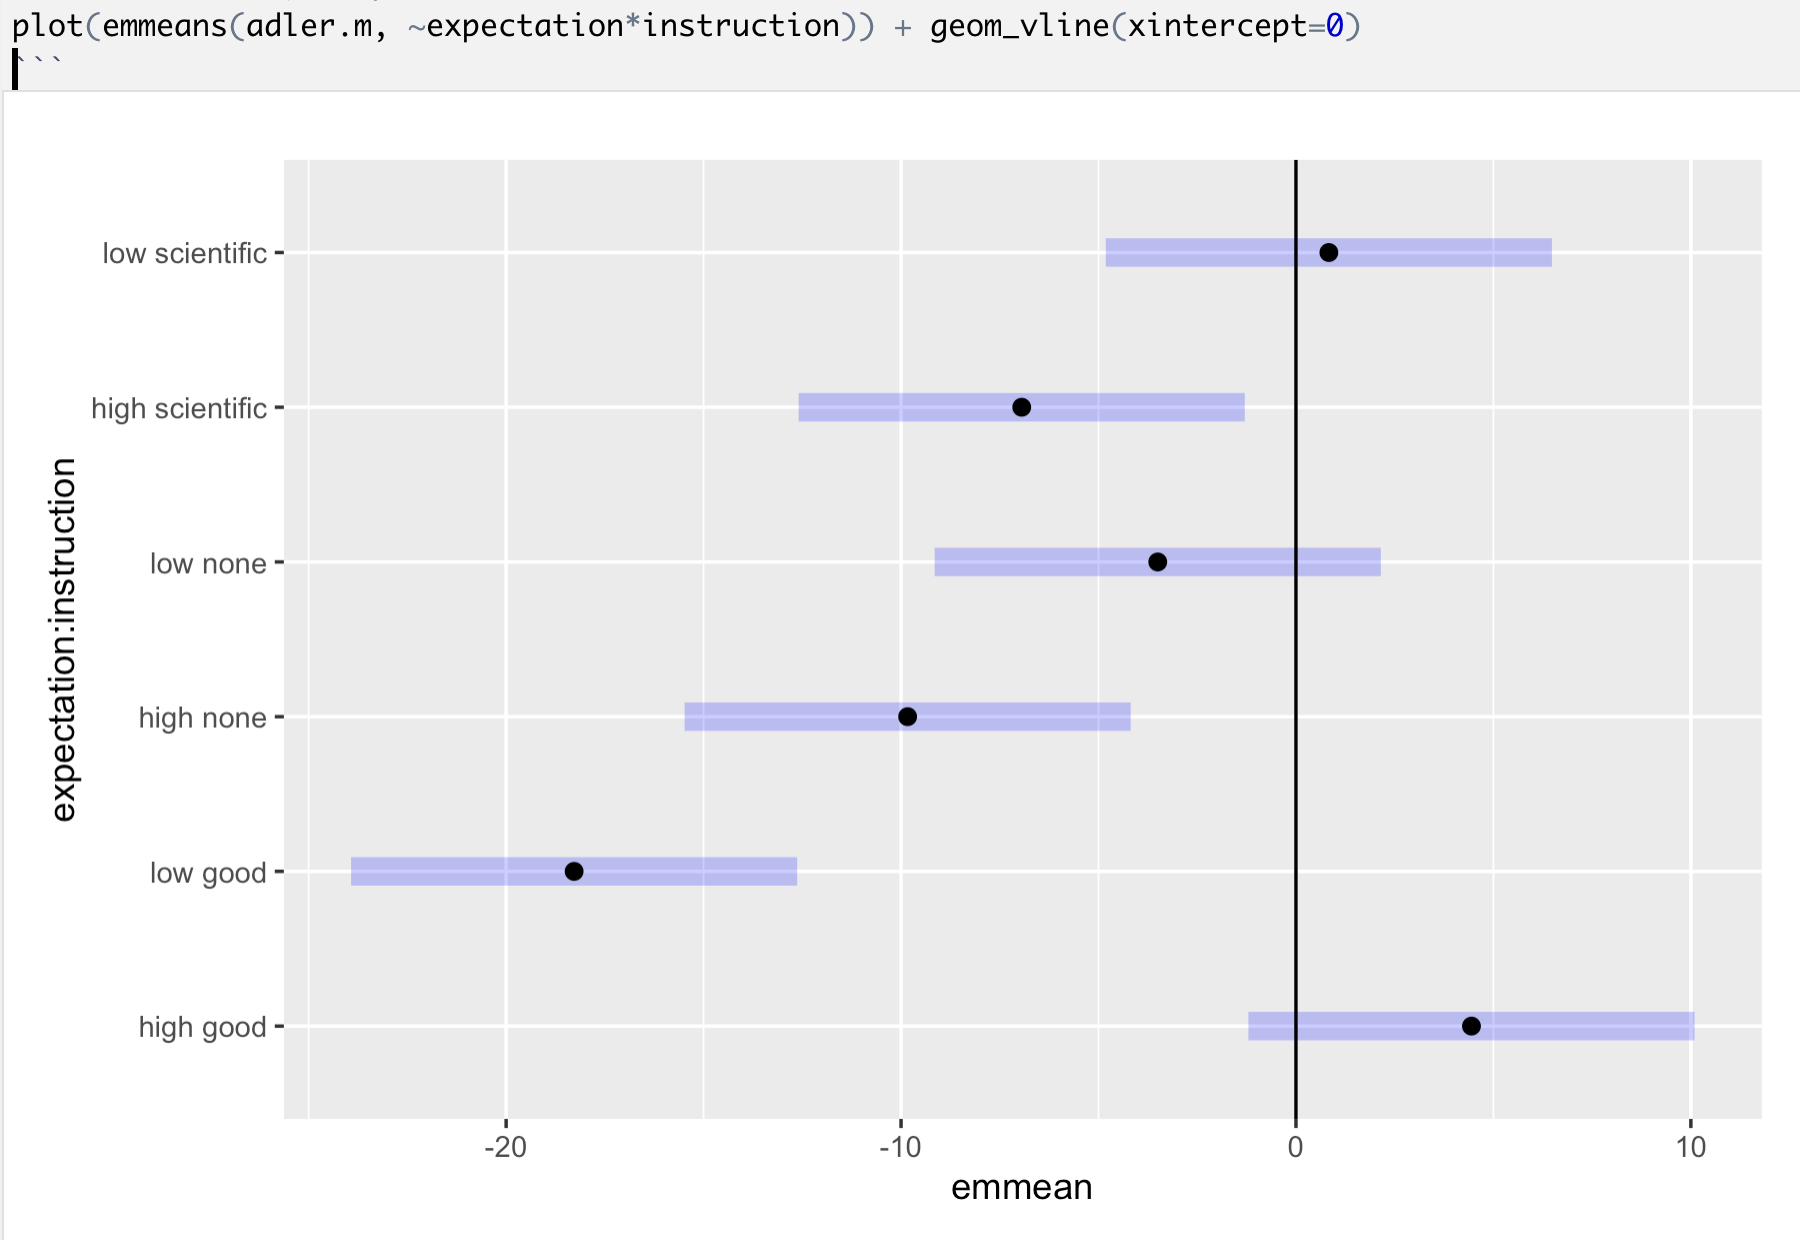 plot(emmeans(adler.m, ~expectation*instruction)) + geom_vline(xintercept=0)
```
low scientific
high scientific
low none
high none
low good
high good
expectation:instruction
-20 -10 0 10
emmean